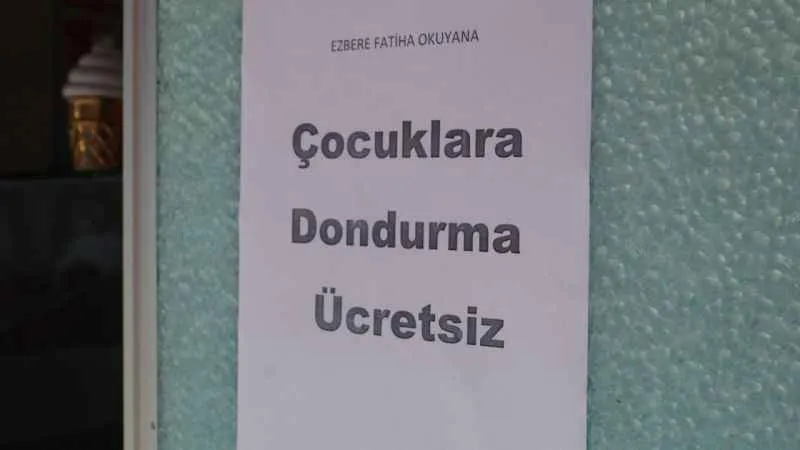 EZBERE FATİHA OKUYANA
Çocuklara
Dondurma
Ücretsiz